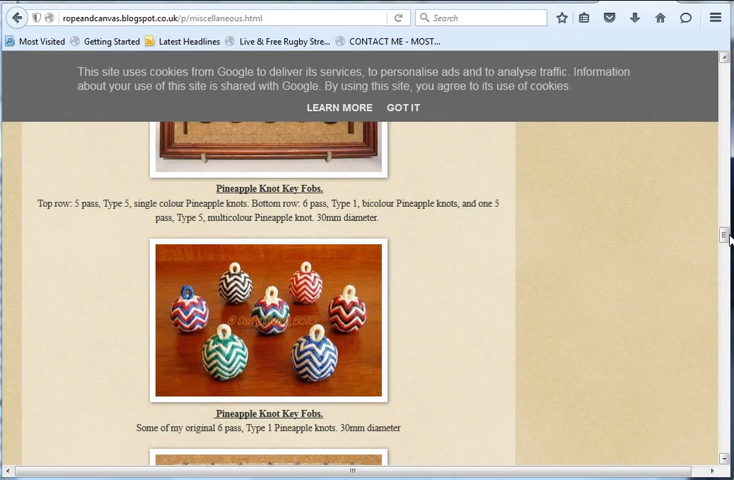 ropeandcanvas.blogspot.co.uk/p/miscellaneous.html
Search
Most Visited Getting Started Latest Headlines Live & Free Rugby Stre... CONTACT ME - MOST...
This site uses cookies from Google to deliver its services, to personalise ads and to analyse traffic. Information
about your use of this site is shared with Google. By using this site, you agree to its use of cookies.
LEARN MORE GOT IT
Pineapple Knot Key Fobs.
Top row: 5 pass, Type 5, single colour Pineapple knots. Bottom row: 6 pass, Type 1, bicolour Pineapple knots, and one 5
pass, Type 5, multicolour Pineapple knot. 30mm diameter.
Pineapple Knot Key Fobs.
Some of my original 6 pass, Type 1 Pineapple knots. 30mm diameter